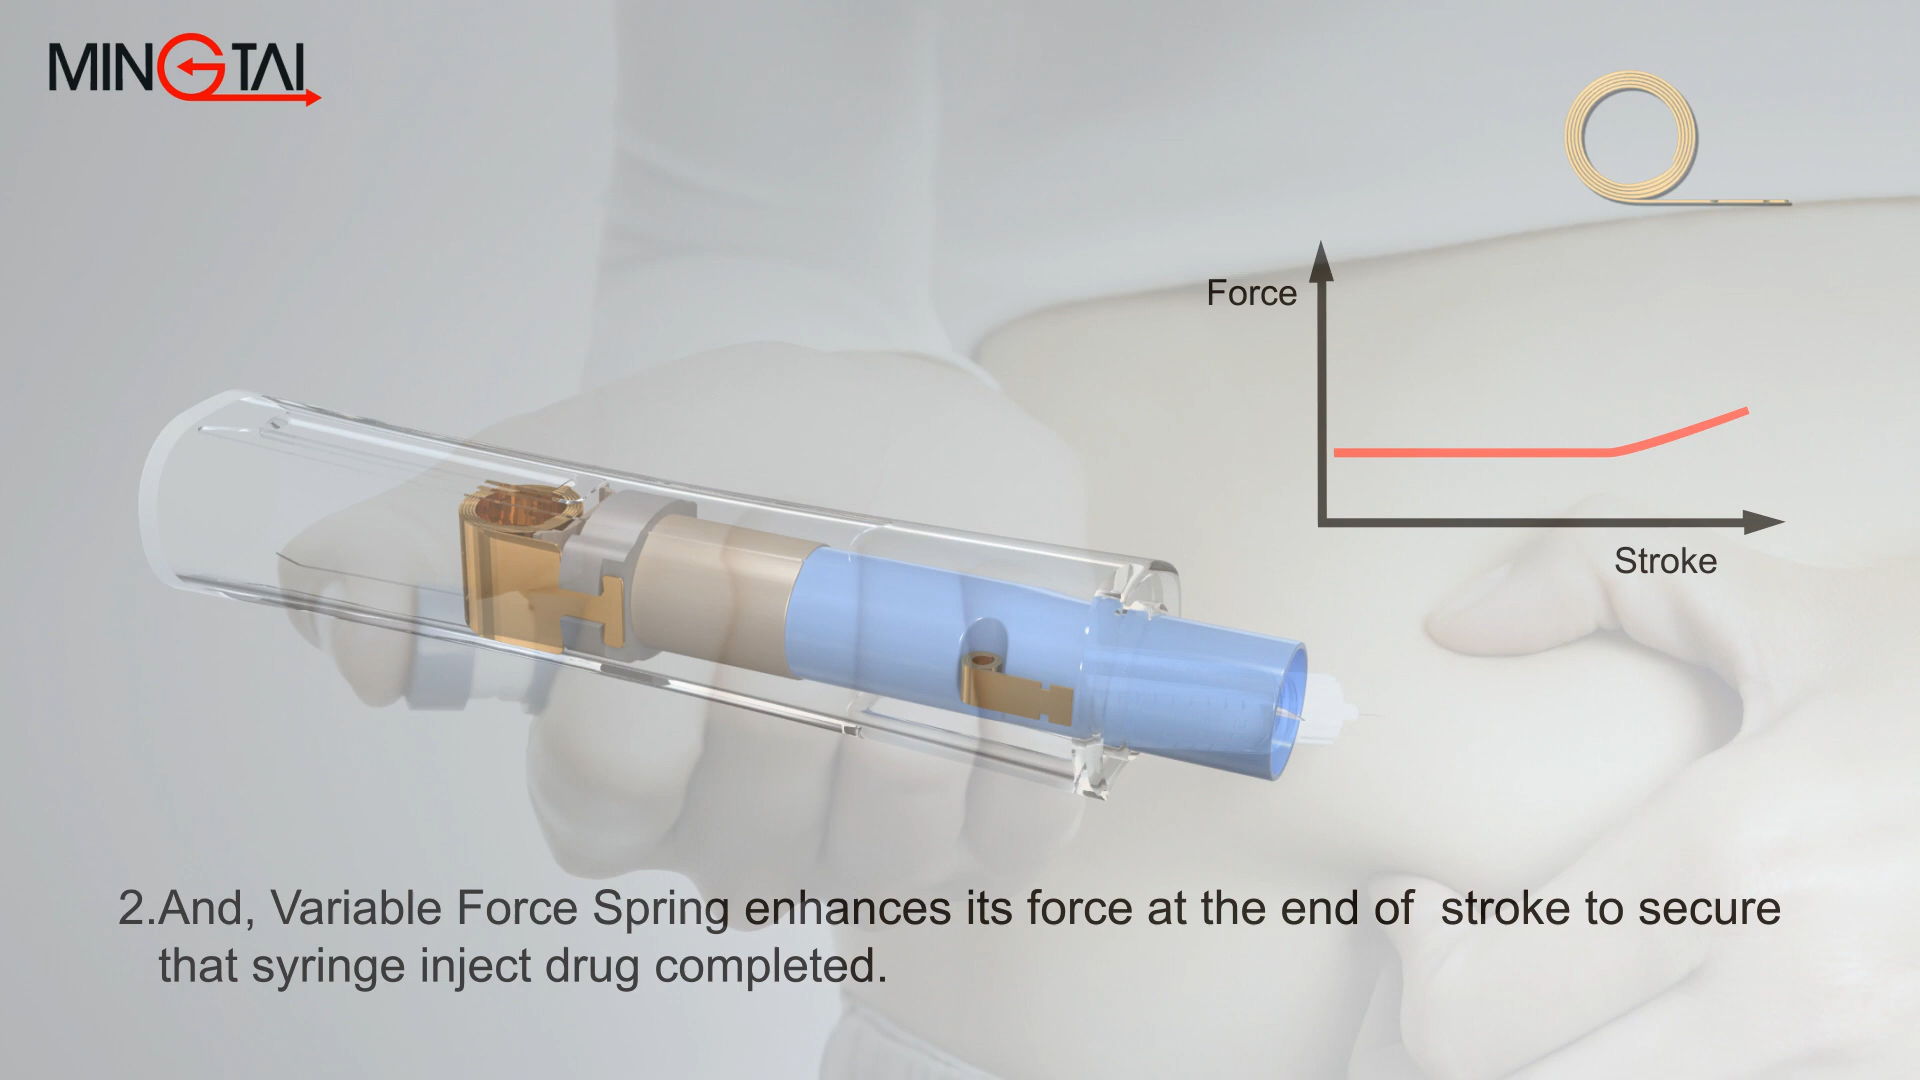 MINGTAI
Force
Stroke
2.And, Variable Force Spring enhances its force at the end of stroke to secure
that syringe inject drug completed.